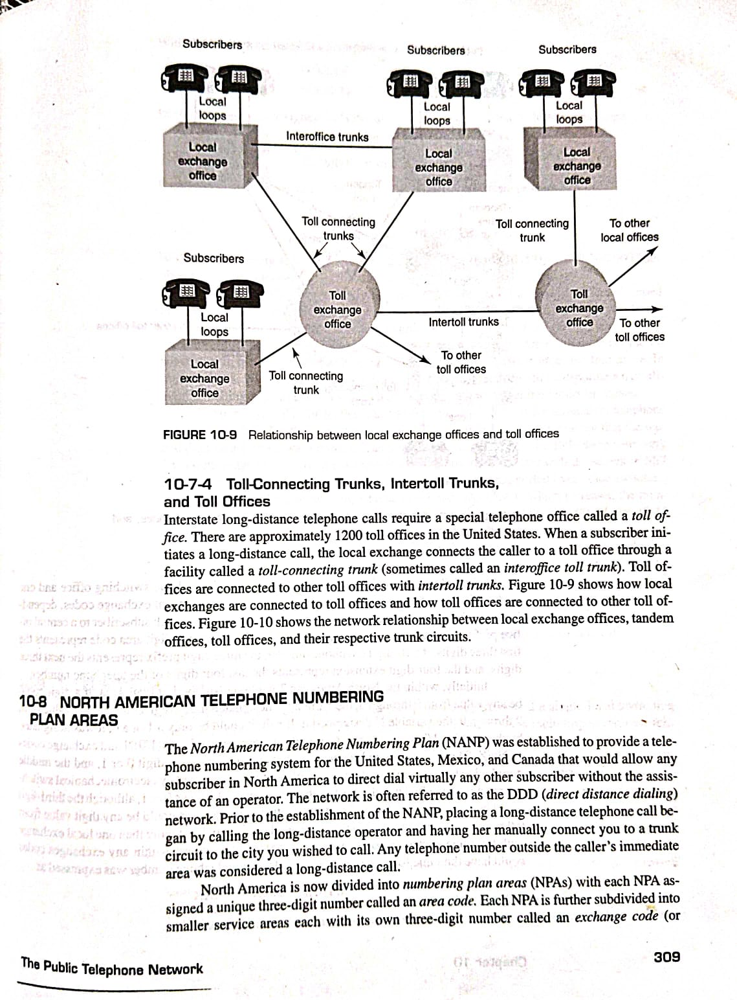 Subscribers
Subscribers
Subscribers
Local
loops
Local
loops
Local
loops
Interoffice trunks
Local
exchange
office
Local
exchange
office
Local
exchange
office
Toll connecting
trunks
Toll connecting
trunk
To other
local offices
Subscribers
Local
loops
Toll
exchange
office
Intertoll trunks
Toll
exchange
office
To other
toll offices
Local
exchange
office
Toll connecting
trunk
To other
toll offices
FIGURE 10-9 Relationship between local exchange offices and toll offices
10-7-4 Toll-Connecting Trunks, Intertoll Trunks,
and Toll Offices
Interstate long-distance telephone calls require a special telephone office called a toll of-
fice. There are approximately 1200 toll offices in the United States. When a subscriber ini-
tiates a long-distance call, the local exchange connects the caller to a toll office through a
facility called a toll-connecting trunk (sometimes called an interoffice toll trunk). Toll of-
fices are connected to other toll offices with intertoll trunks. Figure 10-9 shows how local
exchanges are connected to toll offices and how toll offices are connected to other toll of-
fices. Figure 10-10 shows the network relationship between local exchange offices, tandem
offices, toll offices, and their respective trunk circuits.
10-8 NORTH AMERICAN TELEPHONE NUMBERING
PLAN AREAS
The North American Telephone Numbering Plan (NANP) was established to provide a tele-
phone numbering system for the United States, Mexico, and Canada that would allow any
subscriber in North America to direct dial virtually any other subscriber without the assis-
tance of an operator. The network is often referred to as the DDD (direct distance dialing)
network. Prior to the establishment of the NANP, placing a long-distance telephone call be-
gan by calling the long-distance operator and having her manually connect you to a trunk
circuit to the city you wished to call. Any telephone number outside the caller's immediate
area was considered a long-distance call.
North America is now divided into numbering plan areas (NPAs) with each NPA as-
signed a unique three-digit number called an area code. Each NPA is further subdivided into
smaller service areas each with its own three-digit number called an exchange code (or
The Public Telephone Network
309